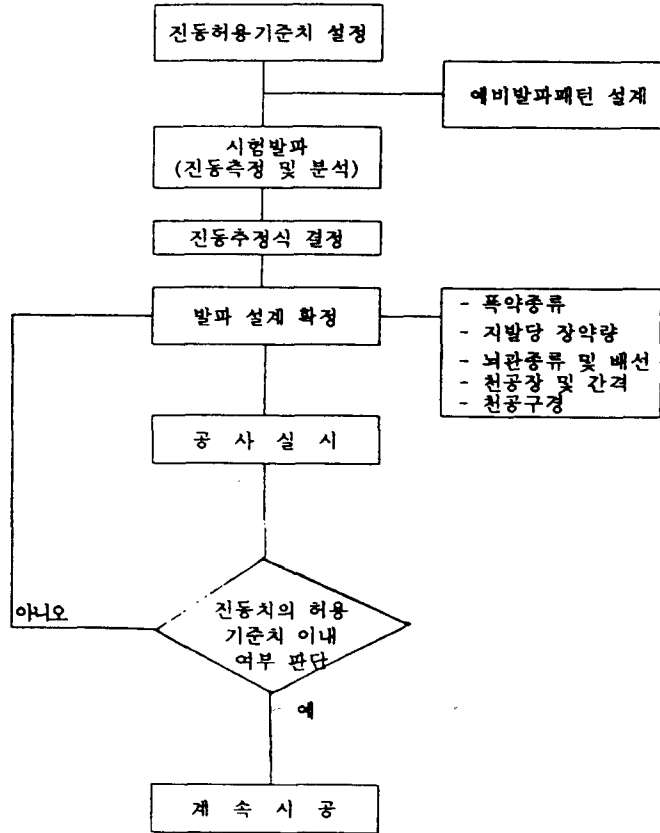 진동허용기준치 설정
예비발파패턴 설계
시험발파
(진동측정 및 분석)
진동추정식 결정
발파 설계 확정
- 폭약종류
- 지발당 장약량
- 뇌관종류 및 배선
- 천공장 및 간격
- 천공구경
공 사 실 시
아니오
진동치의 허용
기준치 이내
여부 판단
예
계 속 시 공